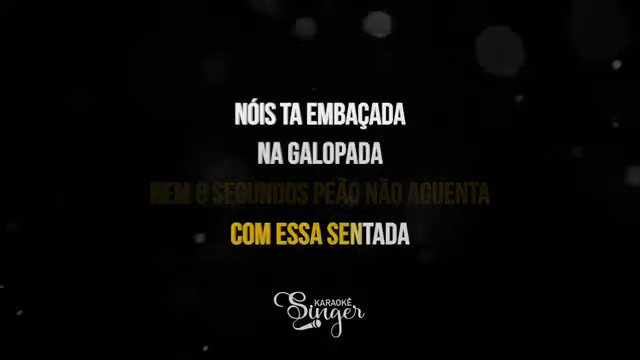 NÓIS TA EMBAÇADA
NA GALOPADA
NEM 8 SEGUNDOS PEÃO NÃO AGUENTA
COM ESSA SENTADA
KARAOKÊ
Singer